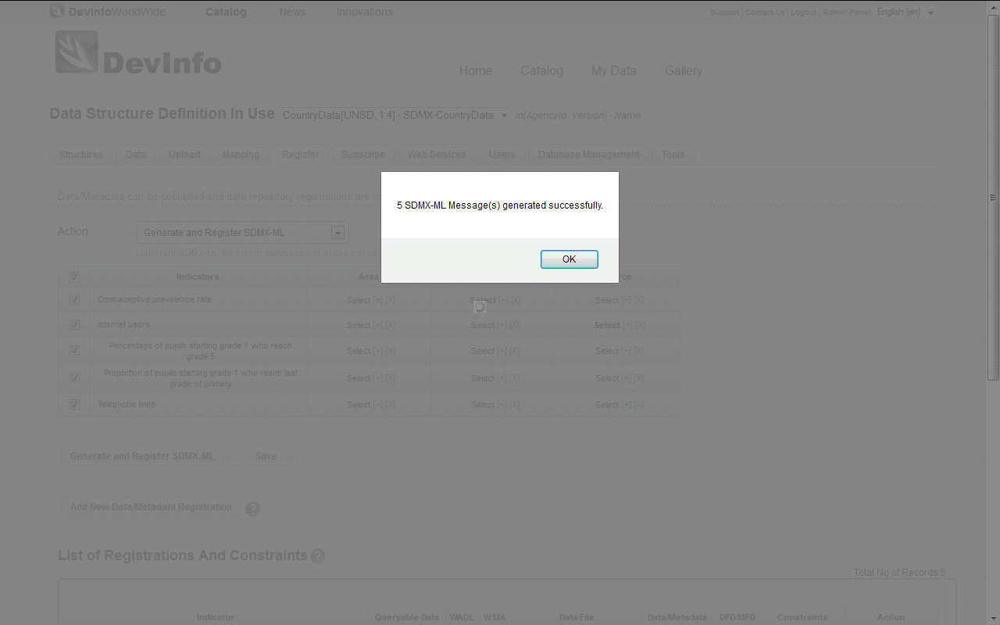 DevInfoWorldWide Catalog News Innovations Support | Contact Us | Logout | Admin Panel English [en]
DevInfo
Home Catalog My Data Gallery
Data Structure Definition In Use CountryData[UNSD, 1.4] - SDMX-CountryData Id[AgencyId, Version] - Name
Structures Data Upload Mapping Register Subscribe Web Services Users Database Management Tools
Data/Metadata can be published and data repository registrations are
5 SDMX-ML Message(s) generated successfully.
OK
Action Generate and Register SDMX-ML
Generate SDMX-ML files from databases or in case of
Indicators Area
Contraceptive prevalence rate Select [+] [X] Select [+] [X] Select [+] [X]
Internet users Select [+] [X] Select [+] [X] Select [+] [X]
Percentage of pupils starting grade 1 who reach
grade 5 Select [+] [X] Select [+] [X] Select [+] [X]
Proportion of pupils starting grade 1 who reach last
grade of primary Select [+] [X] Select [+] [X] Select [+] [X]
Telephone lines Select [+] [X] Select [+] [X] Select [+] [X]
Generate and Register SDMX-ML Save
Add New Data/Metadata Registration ?
List of Registrations And Constraints ?
Total No of Records:5
Indicator Queryable Data WADL WSDL Data File Data/Metadata DFD/MFD Constraints Action